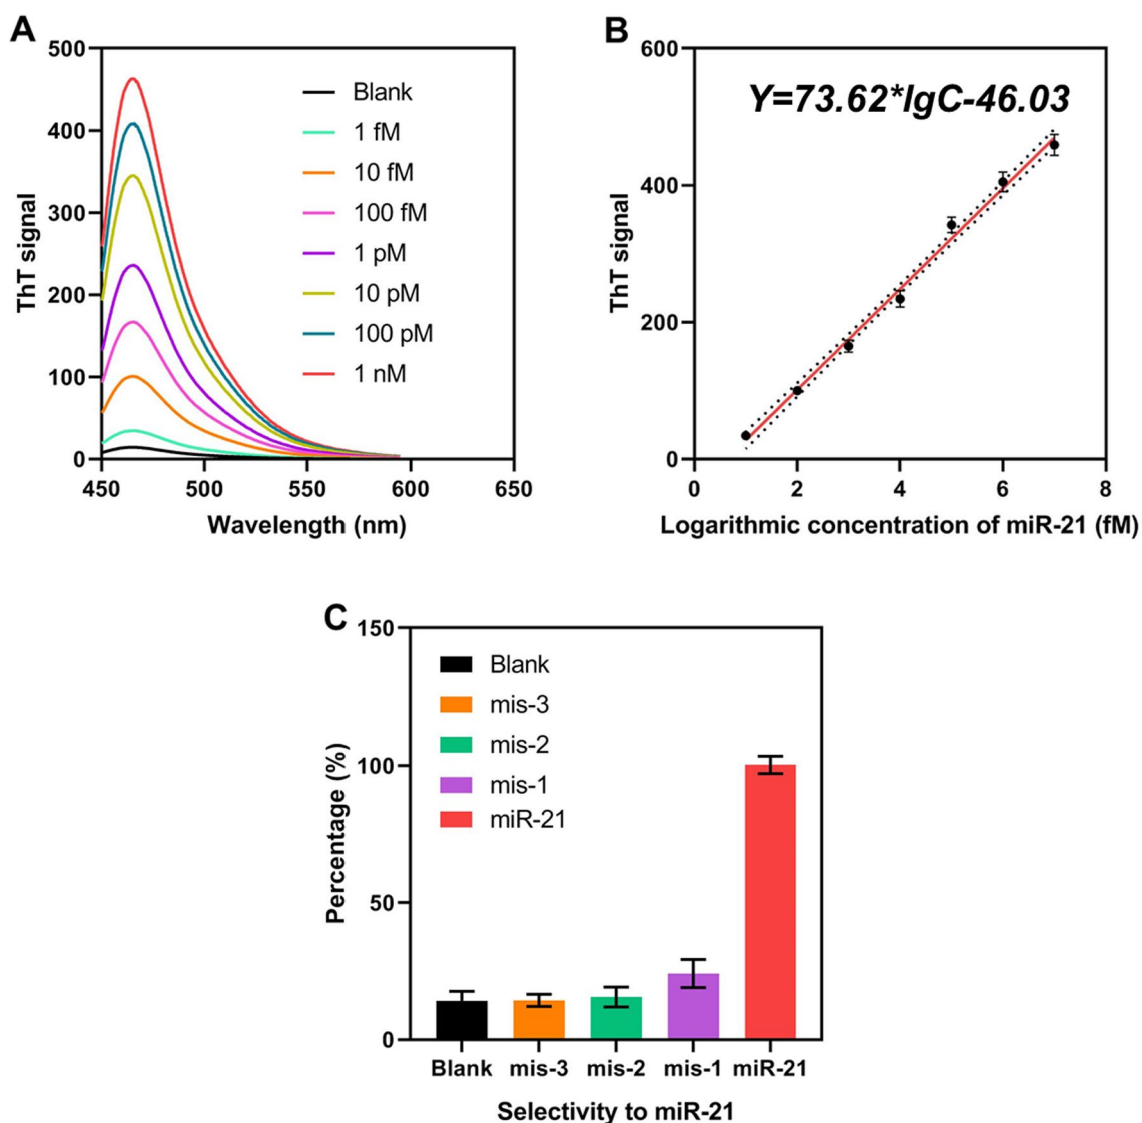 A
500
400
300
200
100
0
ThT signal
450
500
550
600
650
Wavelength (nm)
Blank
1 fM
10 fM
100 fM
1 pM
10 pM
100 pM
1 nM
B
600
400
200
0
ThT signal
Y=73.62*lgC-46.03
0
2
4
6
8
Logarithmic concentration of miR-21 (fM)
C
150
100
50
0
Percentage (%)
Blank
mis-3
mis-2
mis-1
miR-21
Blank
mis-3
mis-2
mis-1
miR-21
Selectivity to miR-21